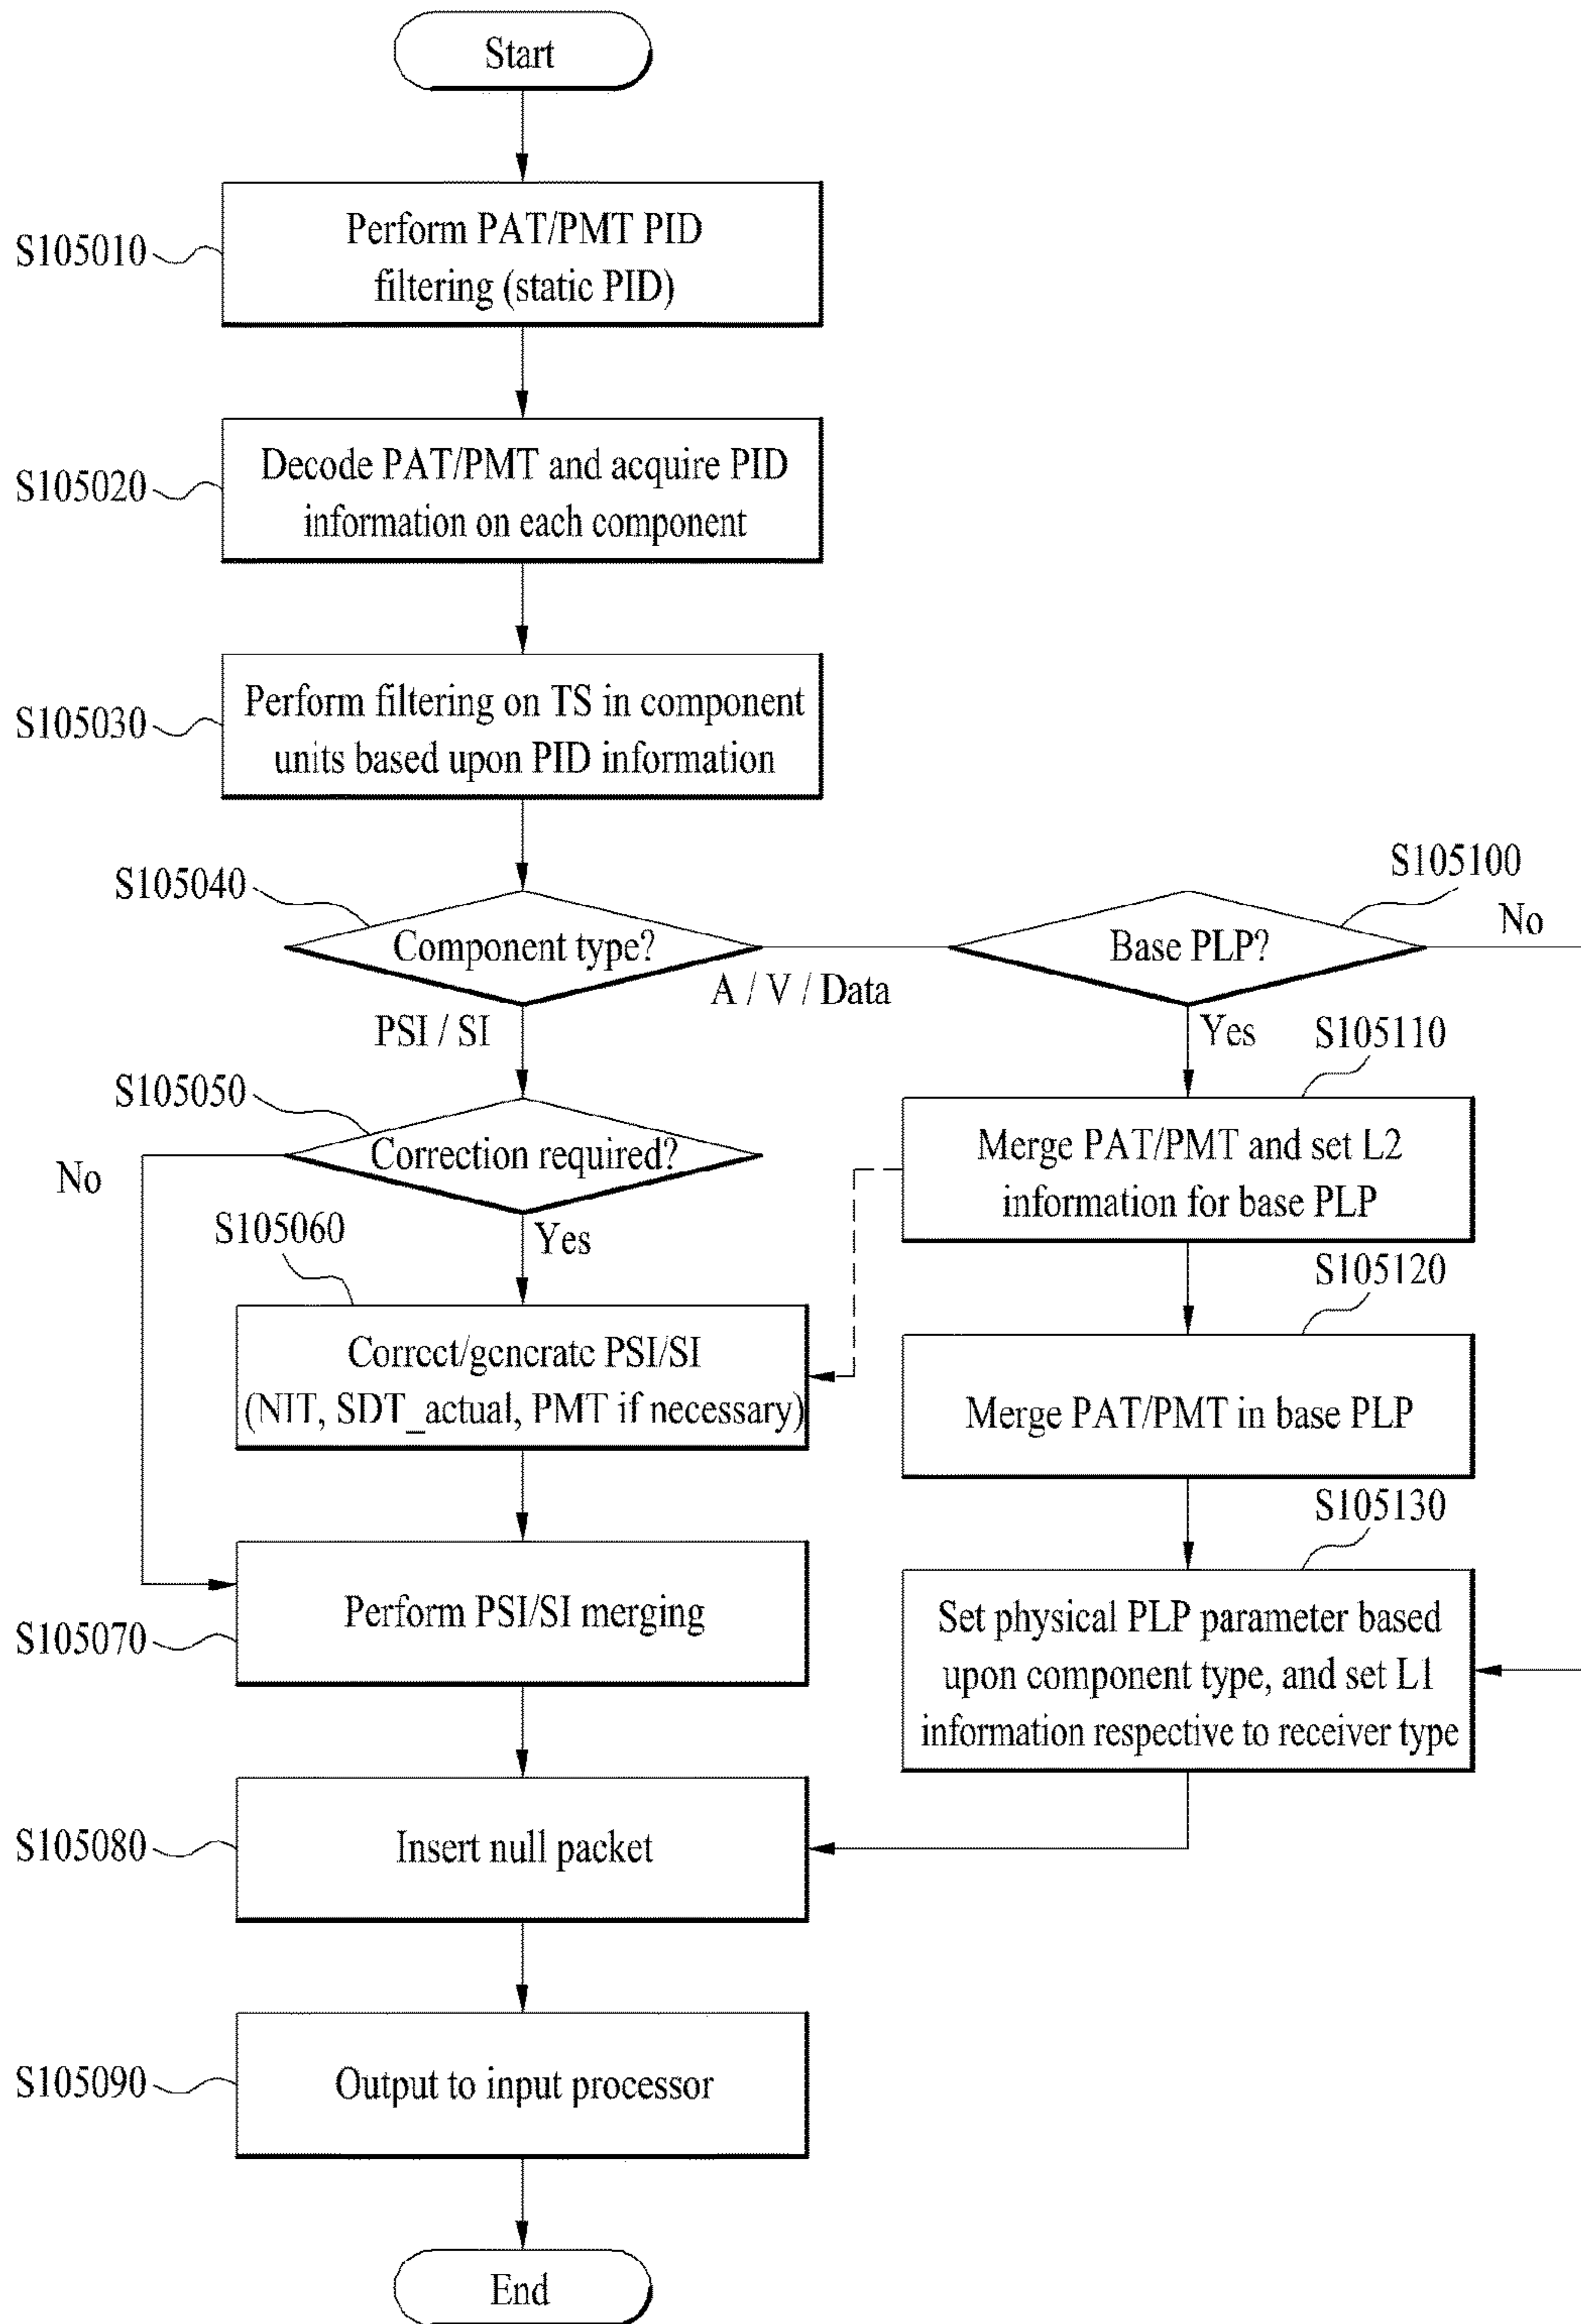 Start
S105010
Perform PAT/PMT PID
filtering (static PID)
S105020
Decode PAT/PMT and acquire PID
information on each component
S105030
Perform filtering on TS in component
units based upon PID information
S105040
Component type?
A / V / Data
PSI / SI
S105100
Base PLP?
No
Yes
S105050
Correction required?
No
Yes
S105110
Merge PAT/PMT and set L2
information for base PLP
S105060
Correct/generate PSI/SI
(NIT, SDT_actual, PMT if necessary)
S105120
Merge PAT/PMT in base PLP
S105070
Perform PSI/SI merging
S105130
Set physical PLP parameter based
upon component type, and set L1
information respective to receiver type
S105080
Insert null packet
S105090
Output to input processor
End